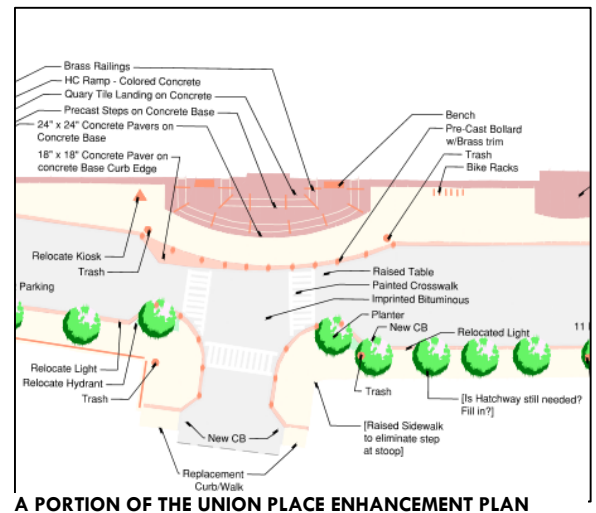 Brass Railings
HC Ramp - Colored Concrete
Quary Tile Landing on Concrete
Precast Steps on Concrete Base
24" x 24" Concrete Pavers on
Concrete Base
18" x 18" Concrete Paver on
concrete Base Curb Edge
Bench
Pre-Cast Bollard
w/Brass trim
Trash
Bike Racks
Relocate Kiosk
Trash
Parking
Raised Table
Painted Crosswalk
Imprinted Bituminous
Planter
New CB
Relocated Light
11
Relocate Light
Relocate Hydrant
Trash
Trash
[Is Hatchway still needed?
Fill in?]
[Raised Sidewalk
to eliminate step
at stoop]
New CB
Replacement
Curb/Walk
A PORTION OF THE UNION PLACE ENHANCEMENT PLAN